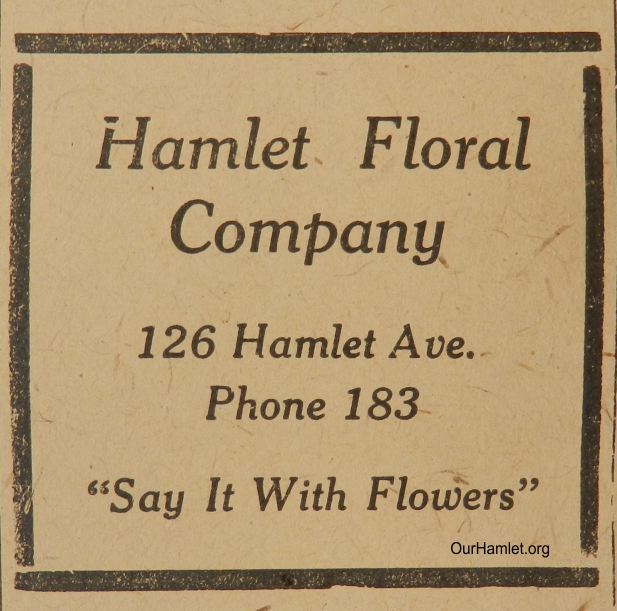 Hamlet Floral
Company
126 Hamlet Ave.
Phone 183
“Say It With Flowers”
OurHamlet.org